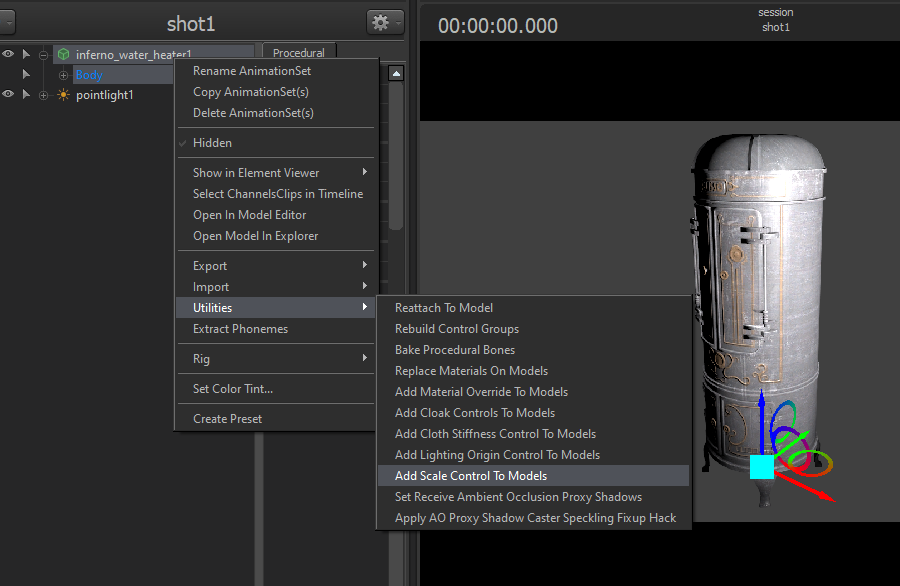 shot1
00:00:00.000
session
shot1
inferno_water_heater1
Procedural
Body
pointlight1
Rename AnimationSet
Copy AnimationSet(s)
Delete AnimationSet(s)
Hidden
Show in Element Viewer
Select ChannelsClips in Timeline
Open In Model Editor
Open Model In Explorer
Export
Import
Utilities
Extract Phonemes
Rig
Set Color Tint...
Create Preset
Reattach To Model
Rebuild Control Groups
Bake Procedural Bones
Replace Materials On Models
Add Material Override To Models
Add Cloak Controls To Models
Add Cloth Stiffness Control To Models
Add Lighting Origin Control To Models
Add Scale Control To Models
Set Receive Ambient Occlusion Proxy Shadows
Apply AO Proxy Shadow Caster Speckling Fixup Hack